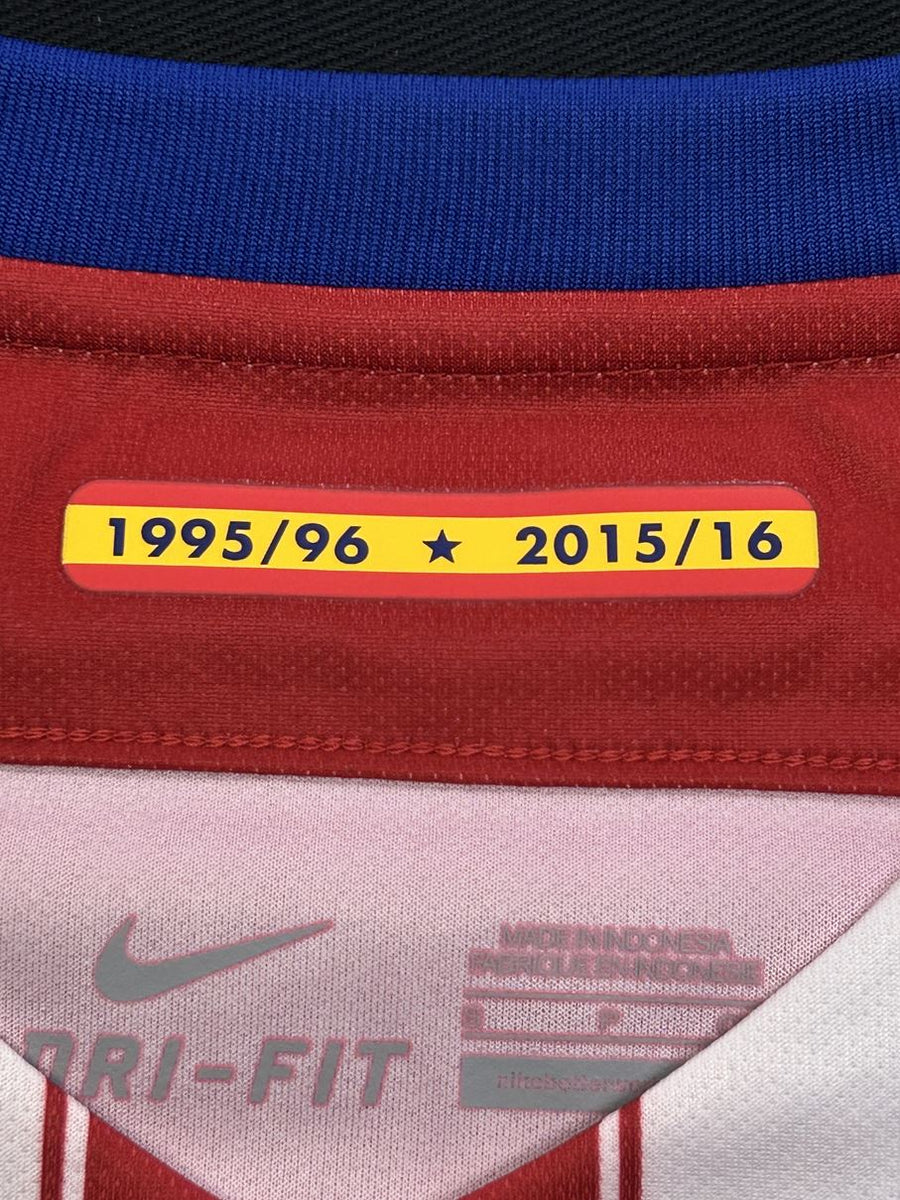 1995/96 ★ 2015/16
MADE IN INDONESIA
FABRIQUE EN INDONESIE
S P
DRI-FIT